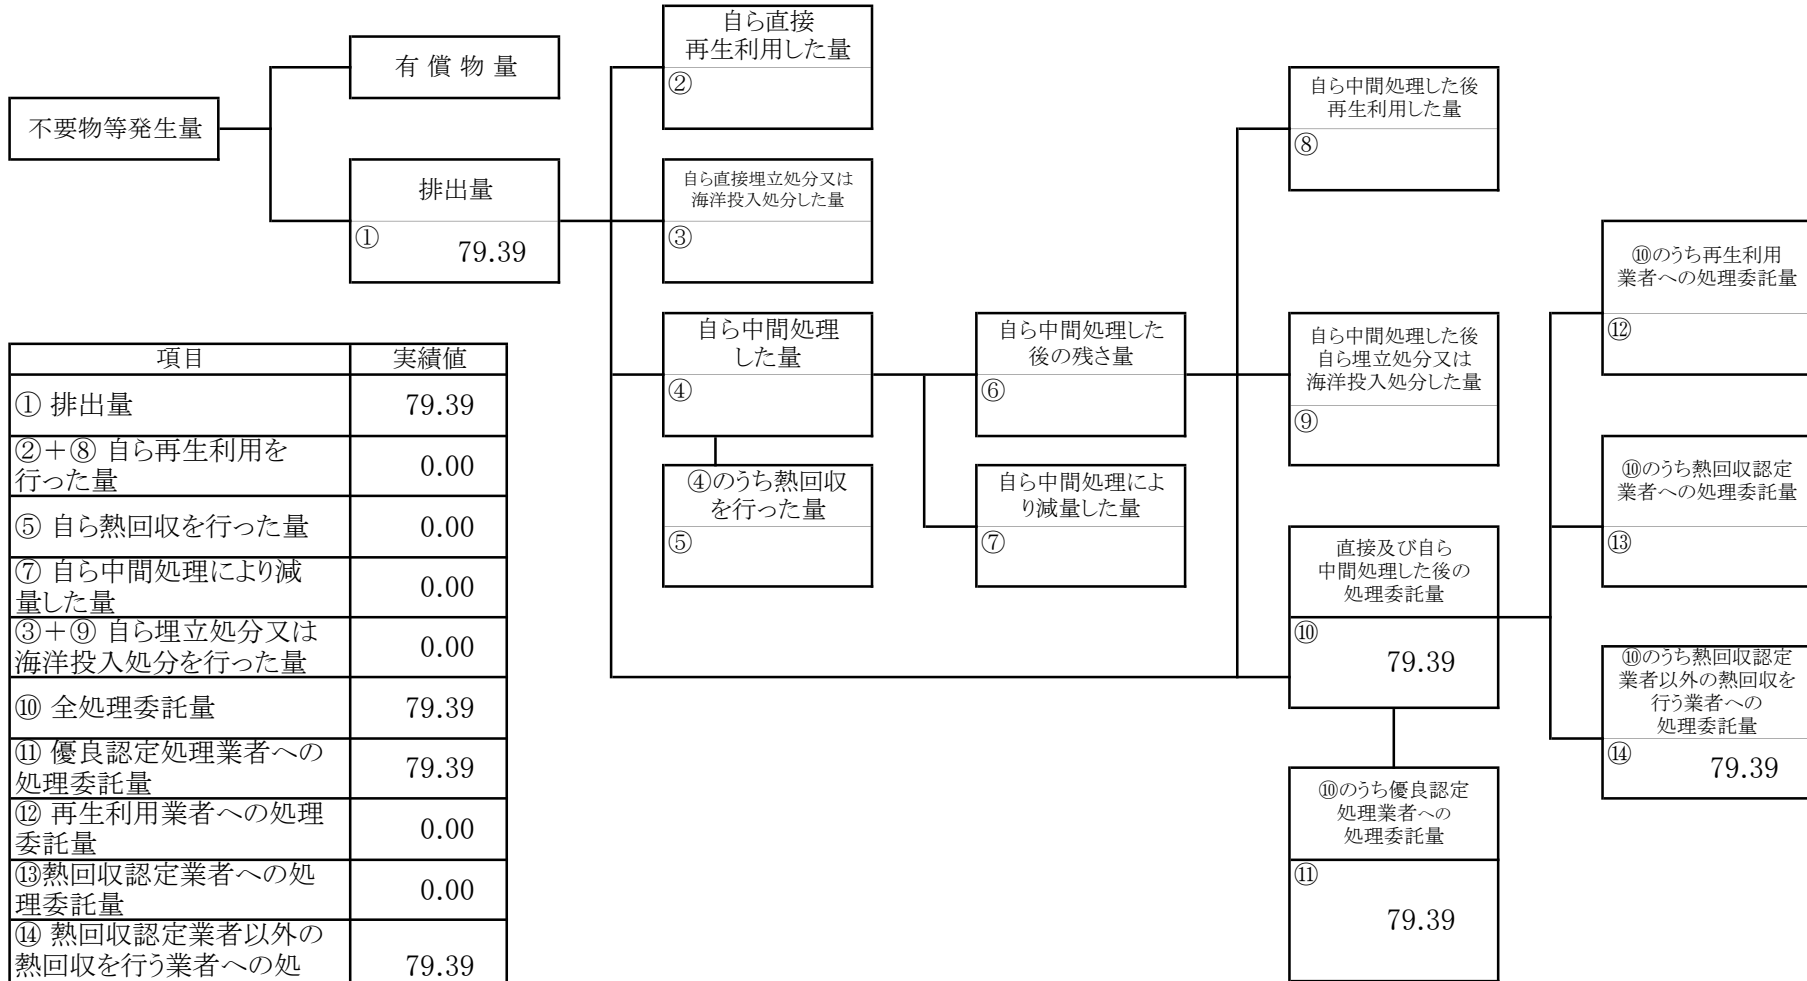 自ら直接
再生利用した量
②
有 償 物 量
不要物等発生量
排出量
①
79.39
自ら直接埋立処分又は
海洋投入処分した量
③
自ら中間処理した後
再生利用した量
⑧
自ら中間処理
した量
④
④のうち熱回収
を行った量
⑤
自ら中間処理した
後の残さ量
⑥
自ら中間処理によ
り減量した量
⑦
自ら中間処理した後
自ら埋立処分又は
海洋投入処分した量
⑨
直接及び自ら
中間処理した後の
処理委託量
⑩
79.39
⑩のうち優良認定
処理業者への
処理委託量
⑪
79.39
⑩のうち再生利用
業者への処理委託量
⑫
⑩のうち熱回収認定
業者への処理委託量
⑬
⑩のうち熱回収認定
業者以外の熱回収を
行う業者への
処理委託量
⑭
79.39
項目 実績値
① 排出量 79.39
②＋⑧ 自ら再生利用を
行った量 0.00
⑤ 自ら熱回収を行った量 0.00
⑦ 自ら中間処理により減
量した量 0.00
③＋⑨ 自ら埋立処分又は
海洋投入処分を行った量 0.00
⑩ 全処理委託量 79.39
⑪ 優良認定処理業者への
処理委託量 79.39
⑫ 再生利用業者への処理
委託量 0.00
⑬熱回収認定業者への処
理委託量 0.00
⑭ 熱回収認定業者以外の
熱回収を行う業者への処 79.39